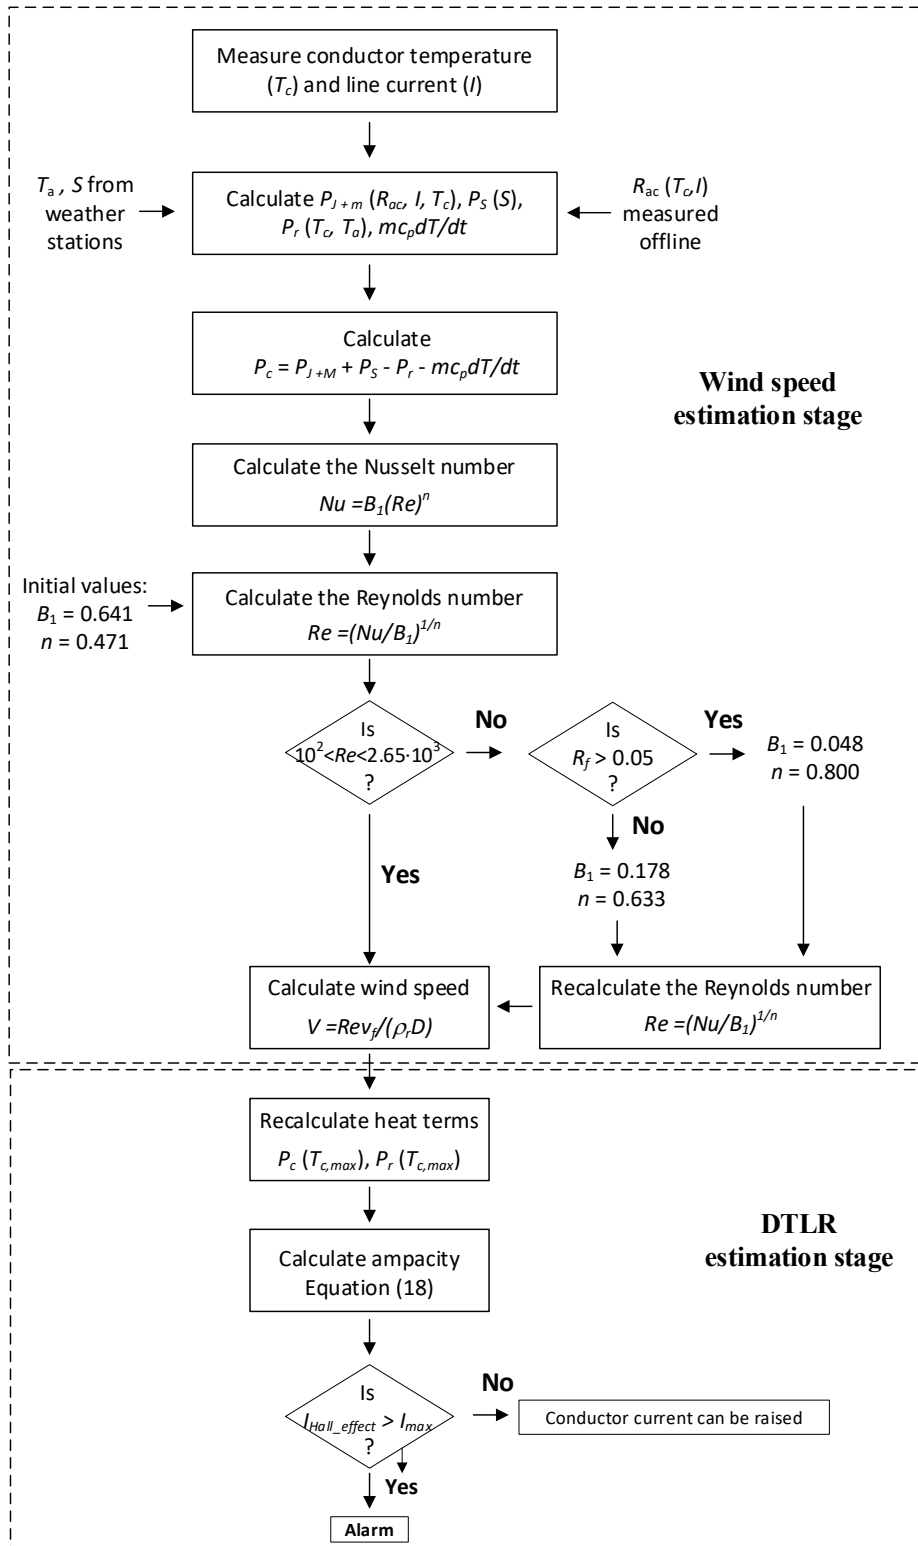 Measure conductor temperature
(Tc) and line current (I)
Ta , S from
weather
stations
Calculate PJ+m (Rac, I, Tc), PS (S),
Pr (Tc, Ta), mcpdT/dt
Rac (Tc,I)
measured
offline
Calculate
Pc = PJ+M + PS - Pr - mcpdT/dt
Wind speed
estimation stage
Calculate the Nusselt number
Nu =B1(Re)^n
Initial values:
B1 = 0.641
n = 0.471
Calculate the Reynolds number
Re =(Nu/B1)^1/n
Is
10^2<Re<2.65·10^3
?
No
Is
Rf > 0.05
?
Yes
B1 = 0.048
n = 0.800
No
B1 = 0.178
n = 0.633
Yes
Calculate wind speed
V =Revf/(ρrD)
Recalculate the Reynolds number
Re =(Nu/B1)^1/n
Recalculate heat terms
Pc (Tc,max), Pr (Tc,max)
DTLR
estimation stage
Calculate ampacity
Equation (18)
Is
IHall_effect > Imax
?
No
Conductor current can be raised
Yes
Alarm